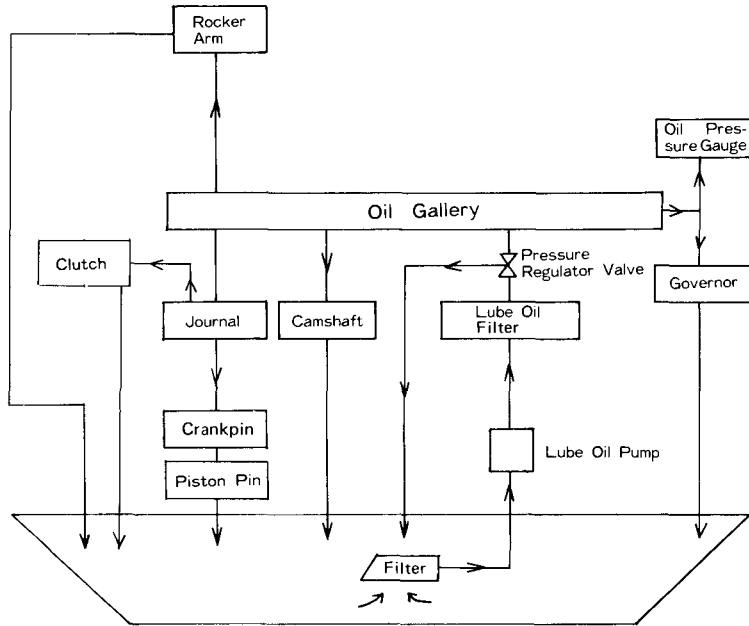 Rocker
Arm
Oil Pres-
sure Gauge
Oil Gallery
Clutch
Pressure
Regulator Valve
Governor
Journal
Camshaft
Lube Oil
Filter
Crankpin
Lube Oil Pump
Piston Pin
Filter